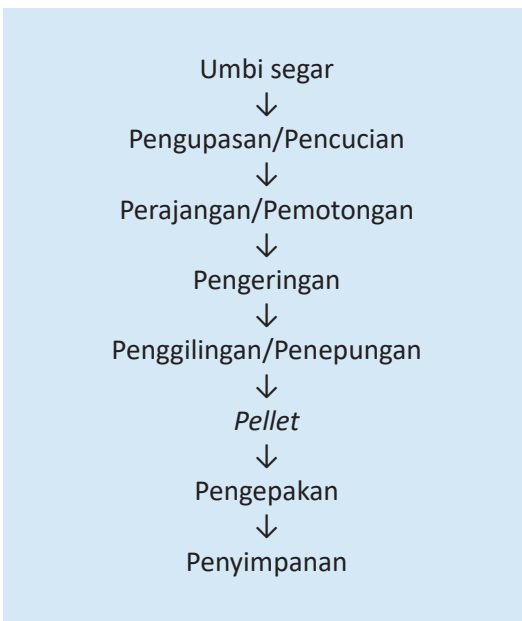 Umbi segar
↓
Pengupasan/Pencucian
↓
Perajangan/Pemotongan
↓
Pengeringan
↓
Penggilingan/Penepungan
↓
Pellet
↓
Pengepakan
↓
Penyimpanan